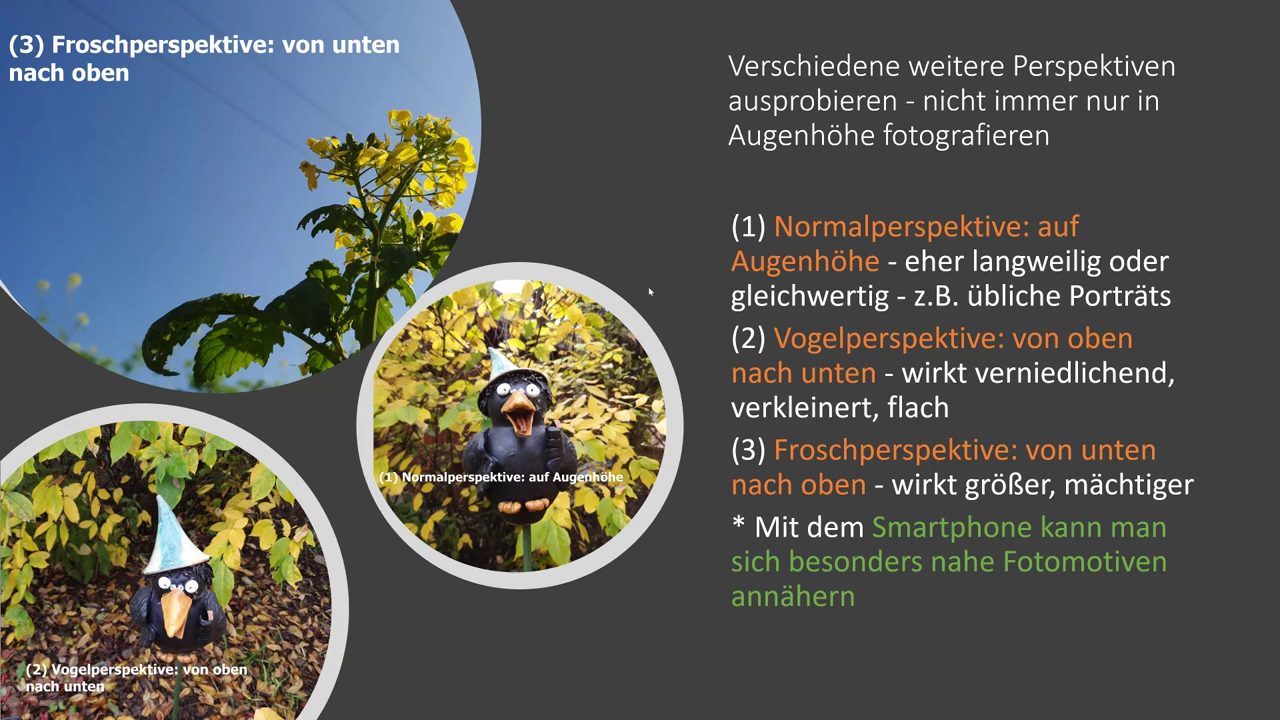 (3) Froschperspektive: von unten
nach oben
Verschiedene weitere Perspektiven
ausprobieren - nicht immer nur in
Augenhöhe fotografieren
(1) Normalperspektive: auf
Augenhöhe - eher langweilig oder
gleichwertig - z.B. übliche Porträts
(2) Vogelperspektive: von oben
nach unten - wirkt verniedlichend,
verkleinert, flach
(3) Froschperspektive: von unten
nach oben - wirkt größer, mächtiger
* Mit dem Smartphone kann man
sich besonders nahe Fotomotiven
annähern
(1) Normalperspektive: auf Augenhöhe
(2) Vogelperspektive: von oben
nach unten